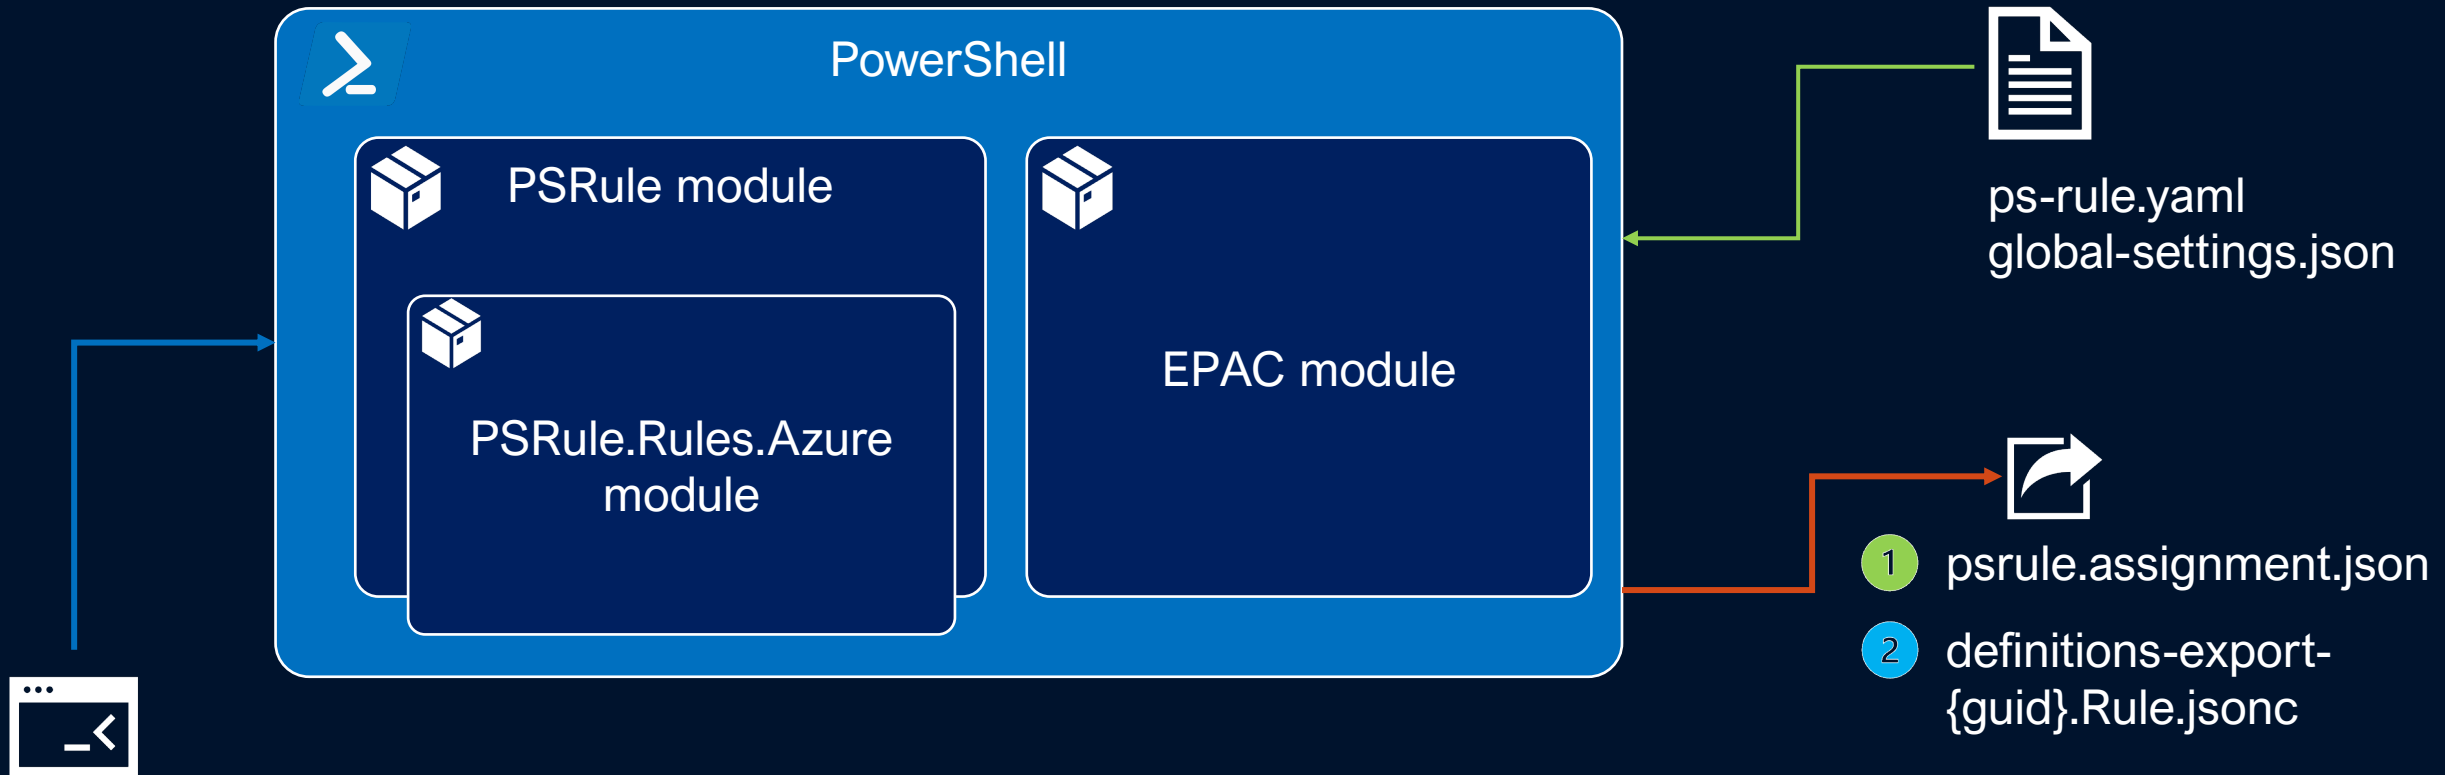 PowerShell
PSRule module
PSRule.Rules.Azure
module
EPAC module
ps-rule.yaml
global-settings.json
1 psrule.assignment.json
2 definitions-export-
{guid}.Rule.jsonc